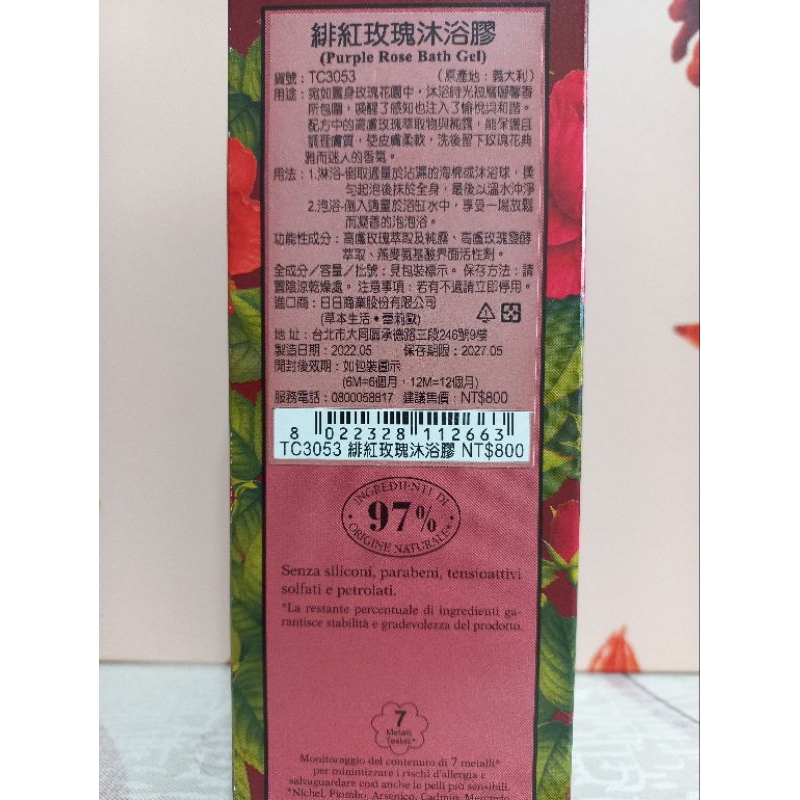 緋紅玫瑰沐浴膠
(Purple Rose Bath Gel)
貨號：TC3053 （原產地：義大利）
用途：宛如置身玫瑰花園中，沐浴時光被馥郁馨香
所包圍，喚醒了感知也注入了愉悅與和諧。
配方中的高盧玫瑰萃取物與純露，能保護且
調理膚質，使皮膚柔軟，洗後留下玫瑰花典
雅而迷人的香氣。
用法：1.淋浴-倒取適量於沾濕的海棉或沐浴球，搓
勻起泡後抹於全身，最後以溫水沖淨
2.泡浴-倒入適量於浴缸水中，享受一場放鬆
而凝香的泡泡浴。
功能性成分：高盧玫瑰萃取及純露、高盧玫瑰發酵
萃取、燕麥氨基酸界面活性劑。
全成分／容量／批號：見包裝標示。保存方法：請
置陰涼乾燥處。注意事項：若有不適請立即停用。
進口商：日日商業股份有限公司
(草本生活•蕾莉歐)
地 址：台北市大同區承德路三段246號9樓
製造日期：2022.05 保存期限：2027.05
開封後效期：如包裝圖示
(6M=6個月、12M=12個月)
服務電話：0800058817 建議售價：NT$800
8 022328 112663
TC3053 緋紅玫瑰沐浴膠 NT$800
INGREDIENTI DI
97%
ORIGINE NATURALE*
Senza siliconi, parabeni, tensioattivi
solfati e petrolati.
*La restante percentuale di ingredienti ga-
rantisce stabilità e gradevolezza del prodotto.
7
Metalli
Testati*
Monitoraggio del contenuto di 7 metalli*
per minimizzare i rischi d'allergia e
salvaguardare così anche le pelli più sensibili.
*Nichel, Piombo, Arsenico, Cadmio, Mercurio,